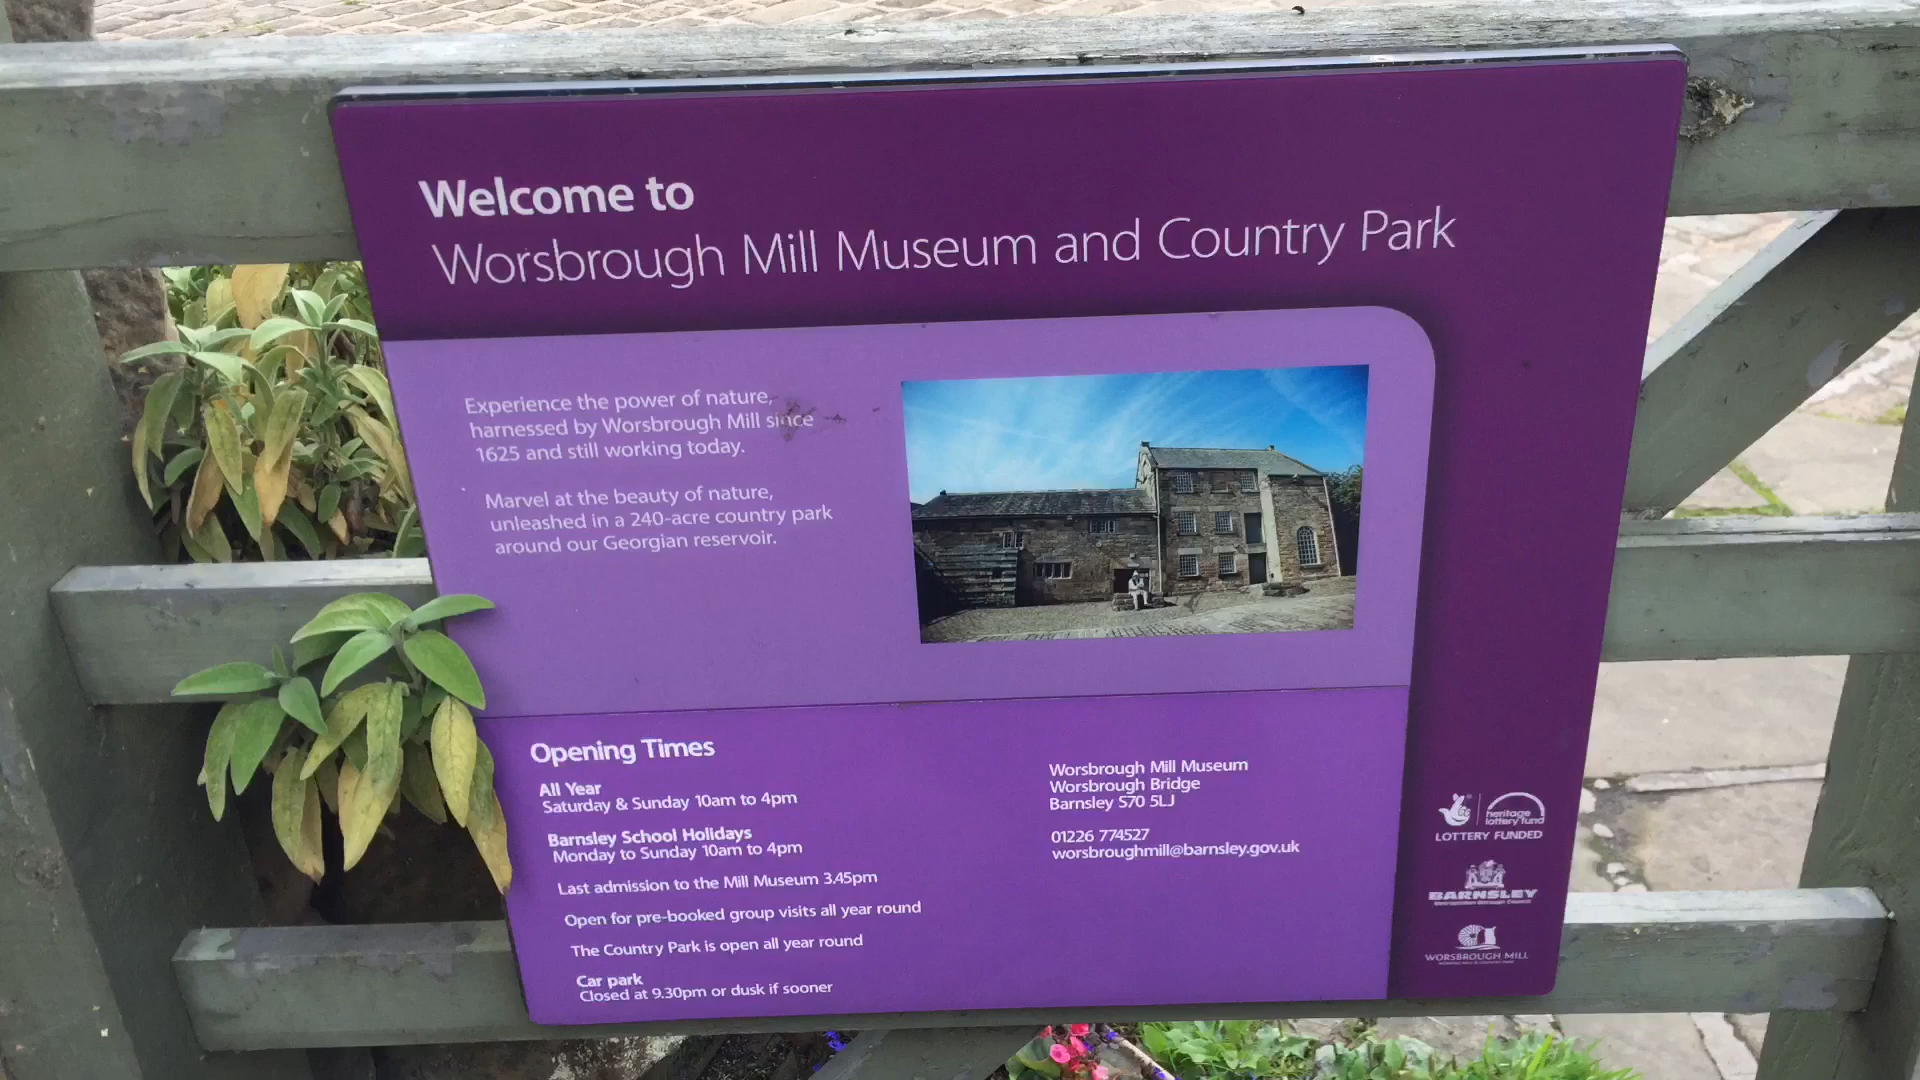 Welcome to
Worsbrough Mill Museum and Country Park
Experience the power of nature,
harnessed by Worsbrough Mill since
1625 and still working today.
Marvel at the beauty of nature,
unleashed in a 240-acre country park
around our Georgian reservoir.
Opening Times
All Year
Saturday & Sunday 10am to 4pm
Barnsley School Holidays
Monday to Sunday 10am to 4pm
Last admission to the Mill Museum 3.45pm
Open for pre-booked group visits all year round
The Country Park is open all year round
Car park
Closed at 9.30pm or dusk if sooner
Worsbrough Mill Museum
Worsbrough Bridge
Barnsley S70 5LJ
01226 774527
worsbroughmill@barnsley.gov.uk
heritage
lottery fund
LOTTERY FUNDED
BARNSLEY
Metropolitan Borough Council
WORSBROUGH MILL